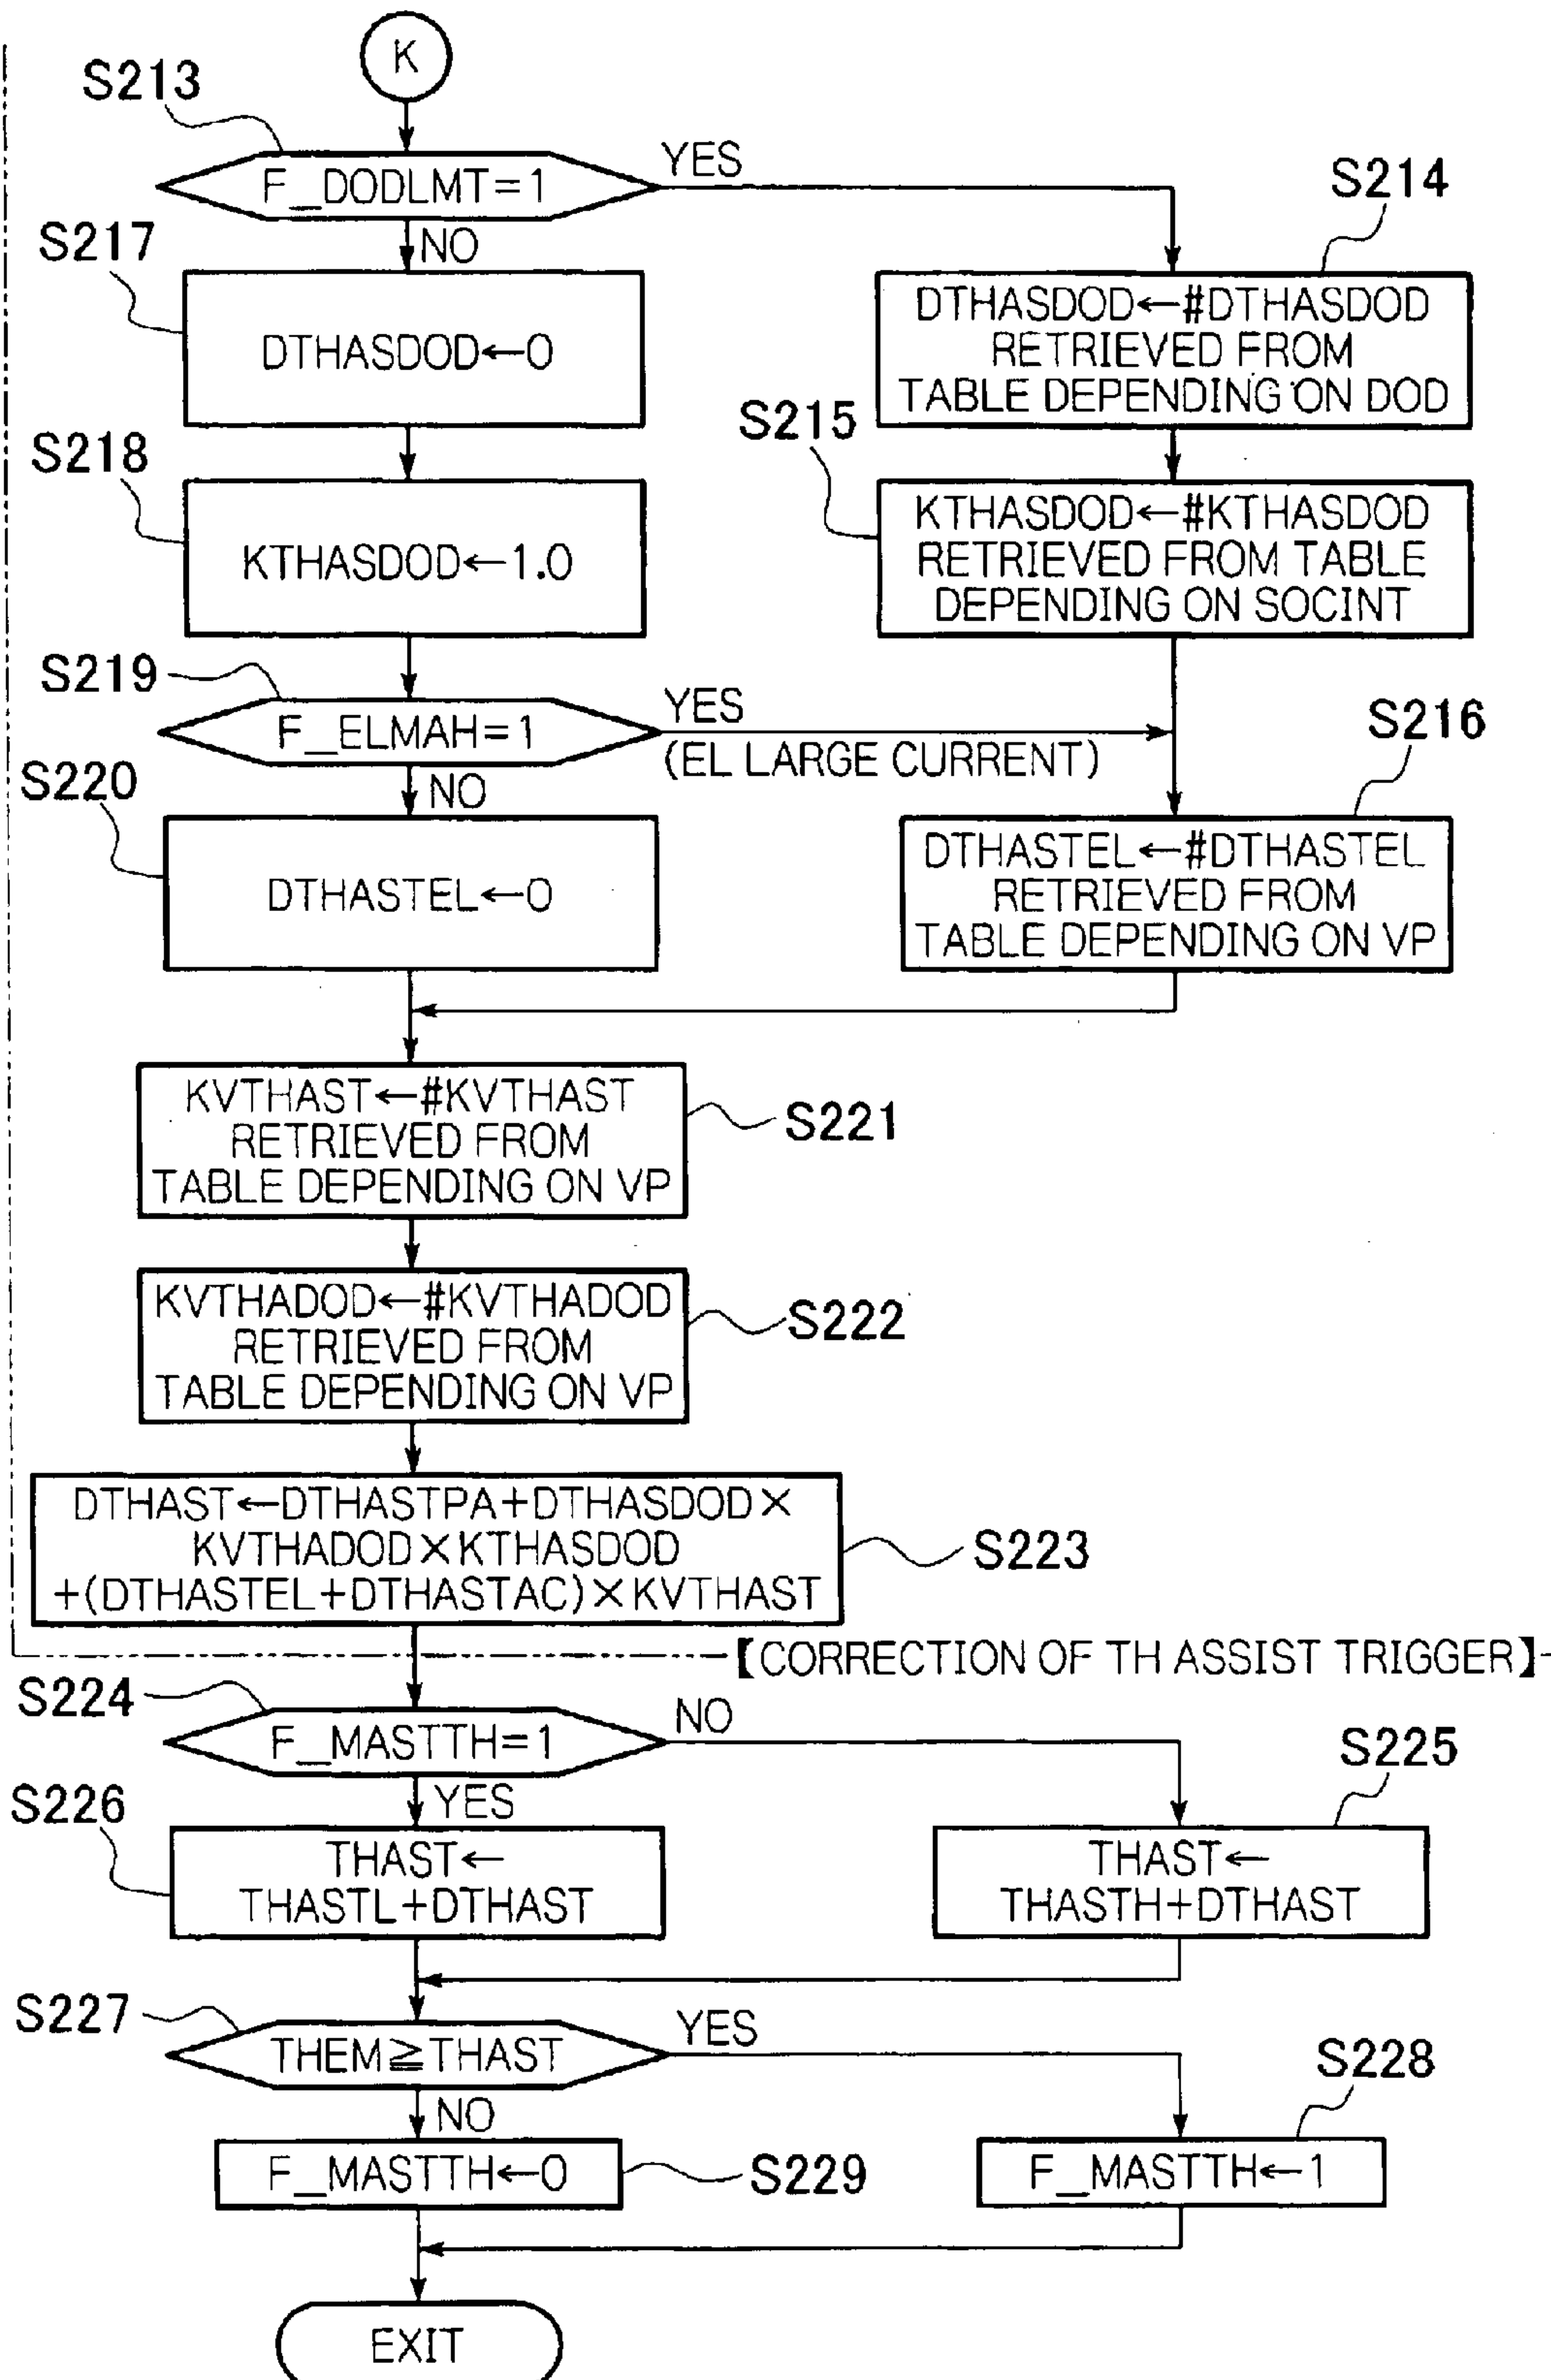 K
S213
F_DODLMT=1
YES
S214
NO
S217
DTHASDOD←0
DTHASDOD←#DTHASDOD
RETRIEVED FROM
TABLE DEPENDING ON DOD
S218
KTHASDOD←1.0
S215
KTHASDOD←#KTHASDOD
RETRIEVED FROM TABLE
DEPENDING ON SOCINT
S219
F_ELMAH=1
YES
(EL LARGE CURRENT)
S216
NO
S220
DTHASTEL←0
DTHASTEL←#DTHASTEL
RETRIEVED FROM
TABLE DEPENDING ON VP
KVTHAST←#KVTHAST
RETRIEVED FROM
TABLE DEPENDING ON VP
S221
KVTHADOD←#KVTHADOD
RETRIEVED FROM
TABLE DEPENDING ON VP
S222
DTHAST←DTHASTPA+DTHASDOD×
KVTHADOD×KTHASDOD
+(DTHASTEL+DTHASTAC)×KVTHAST
S223
【CORRECTION OF TH ASSIST TRIGGER】
S224
F_MASTTH=1
NO
S225
YES
S226
THAST←
THASTL+DTHAST
THAST←
THASTH+DTHAST
S227
THEM≧THAST
YES
S228
NO
F_MASTTH←0
S229
F_MASTTH←1
EXIT